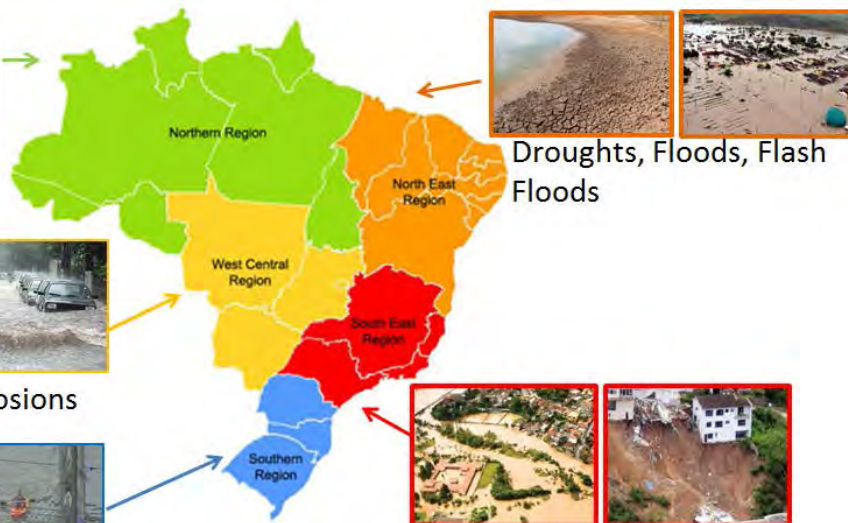 Northern Region
Droughts, Floods, Flash
Floods
North East
Region
West Central
Region
South East
Region
osions
Southern
Region